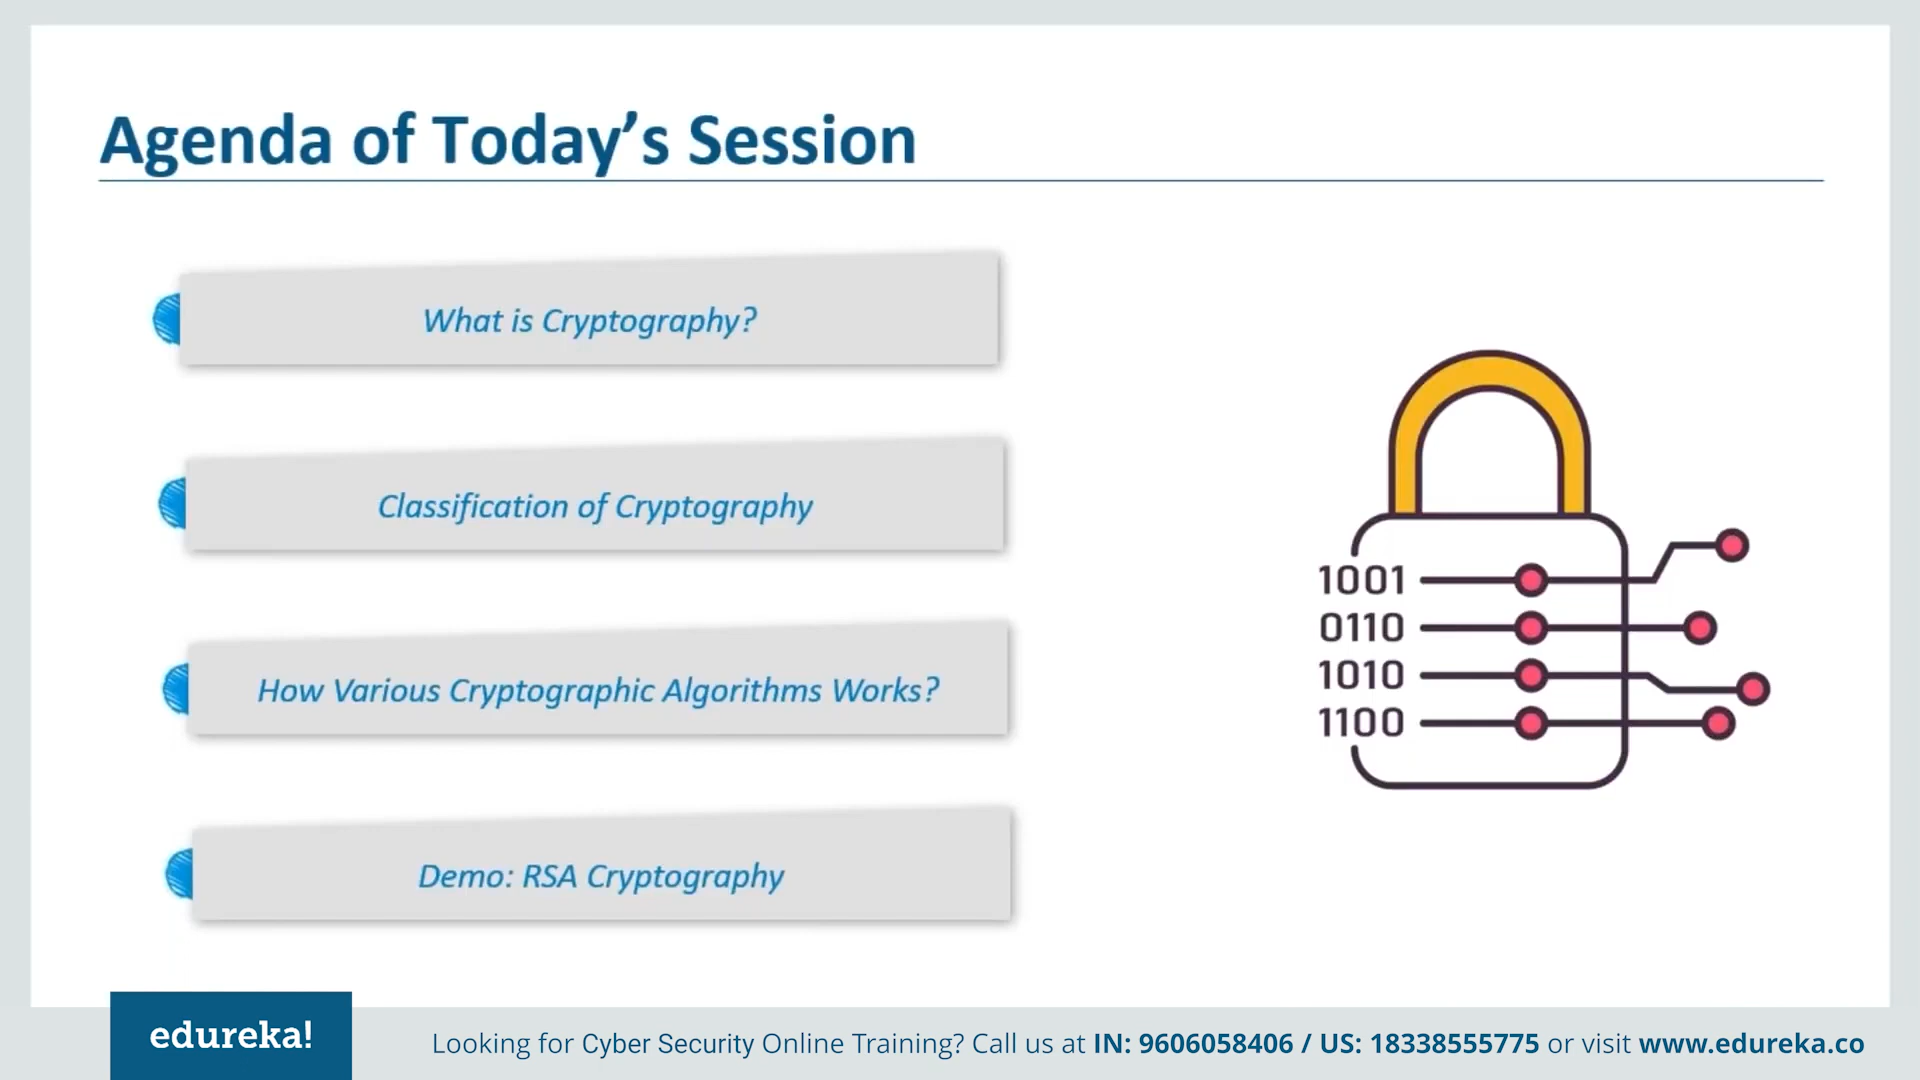 Agenda of Today’s Session
What is Cryptography?
Classification of Cryptography
How Various Cryptographic Algorithms Works?
Demo: RSA Cryptography
1001
0110
1010
1100
edureka!
Looking for Cyber Security Online Training? Call us at IN: 9606058406 / US: 18338555775 or visit www.edureka.co